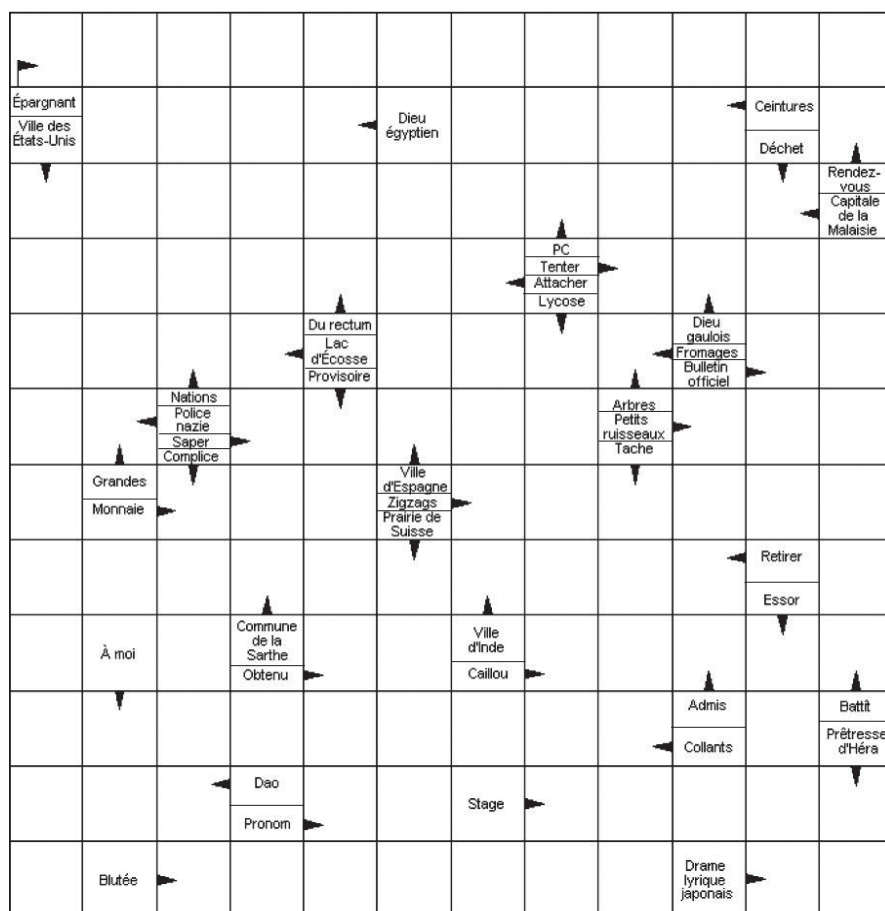 Épargnant
Ville des
États-Unis
Dieu
égyptien
Ceintures
Déchet
Rendez-
vous
Capitale
de la
Malaisie
PC
Tenter
Attacher
Lycose
Du rectum
Lac
d'Écosse
Provisoire
Dieu
gaulois
Fromages
Bulletin
officiel
Nations
Police
nazie
Saper
Complice
Arbres
Petits
ruisseaux
Tache
Grandes
Monnaie
Ville
d'Espagne
Zigzags
Prairie de
Suisse
Retirer
Essor
À moi
Commune
de la
Sarthe
Obtenu
Ville
d'Inde
Caillou
Admis
Collants
Battît
Prêtresse
d'Héra
Dao
Pronom
Stage
Blutée
Drame
lyrique
japonais